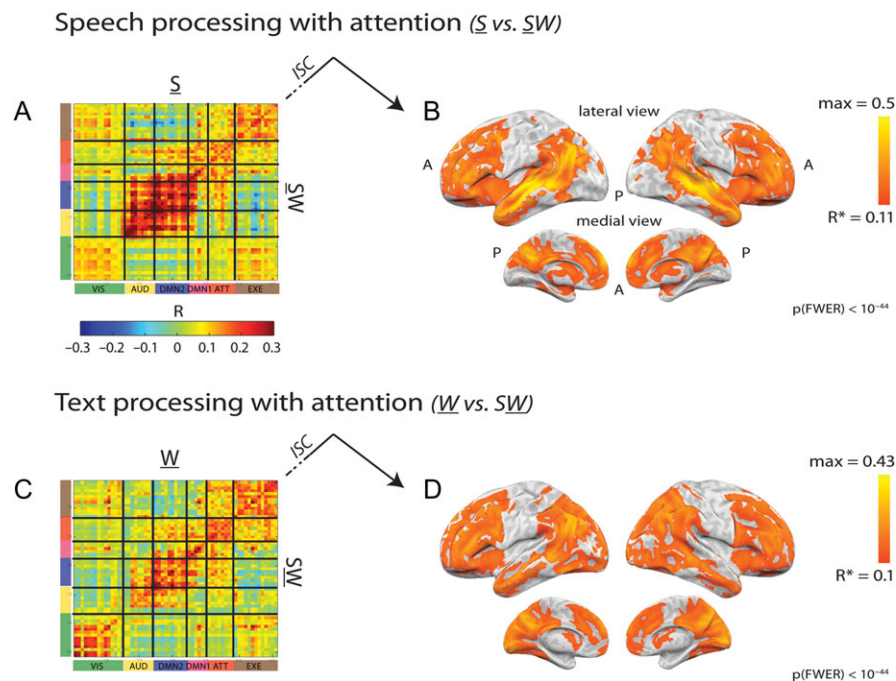 Speech processing with attention (S vs. SW)
S
ISC
A
SW
VIS AUD DMN2 DMN1 ATT EXE
R
−0.3 −0.2 −0.1 0 0.1 0.2 0.3
B
lateral view
A
A
P
medial view
P
P
A
max = 0.5
R* = 0.11
p(FWER) < 10⁻⁴⁴
Text processing with attention (W vs. SW)
W
ISC
C
SW
VIS AUD DMN2 DMN1 ATT EXE
D
max = 0.43
R* = 0.1
p(FWER) < 10⁻⁴⁴